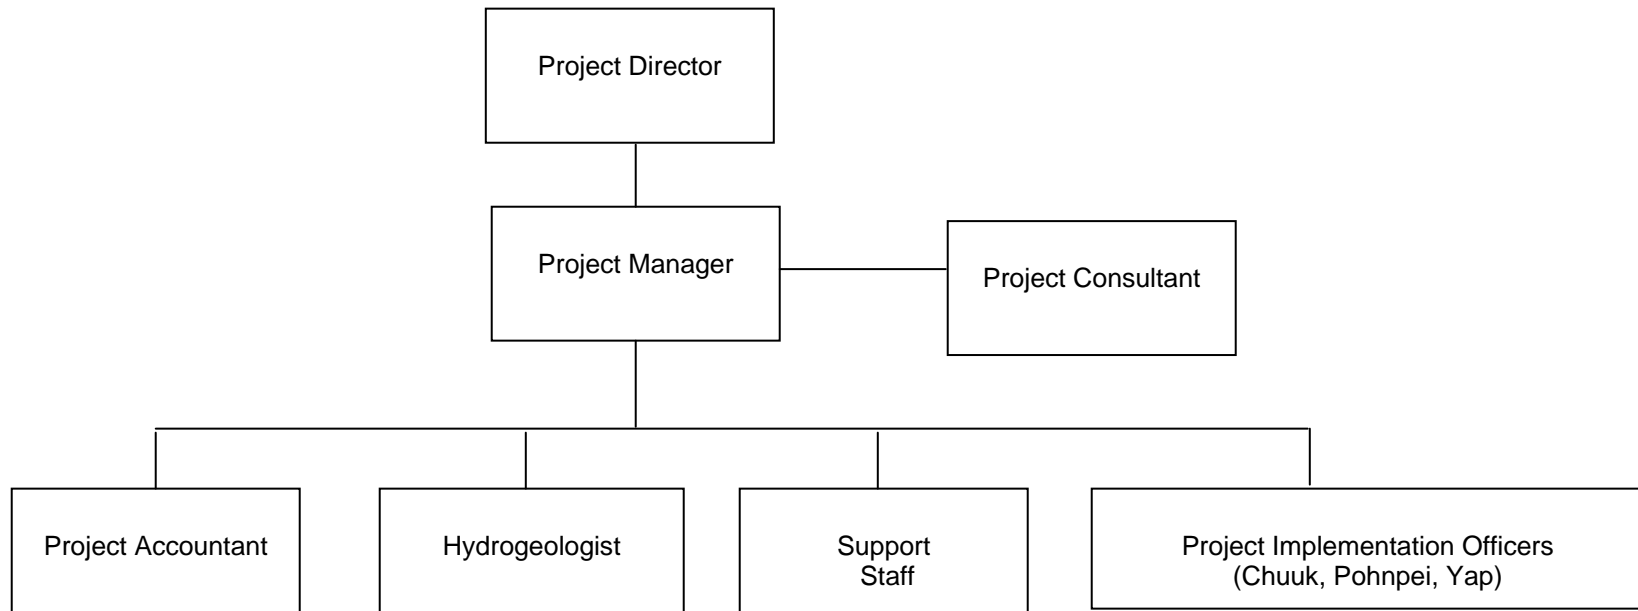 Project Director
Project Manager
Project Consultant
Project Accountant
Hydrogeologist
Support
Staff
Project Implementation Officers
(Chuuk, Pohnpei, Yap)